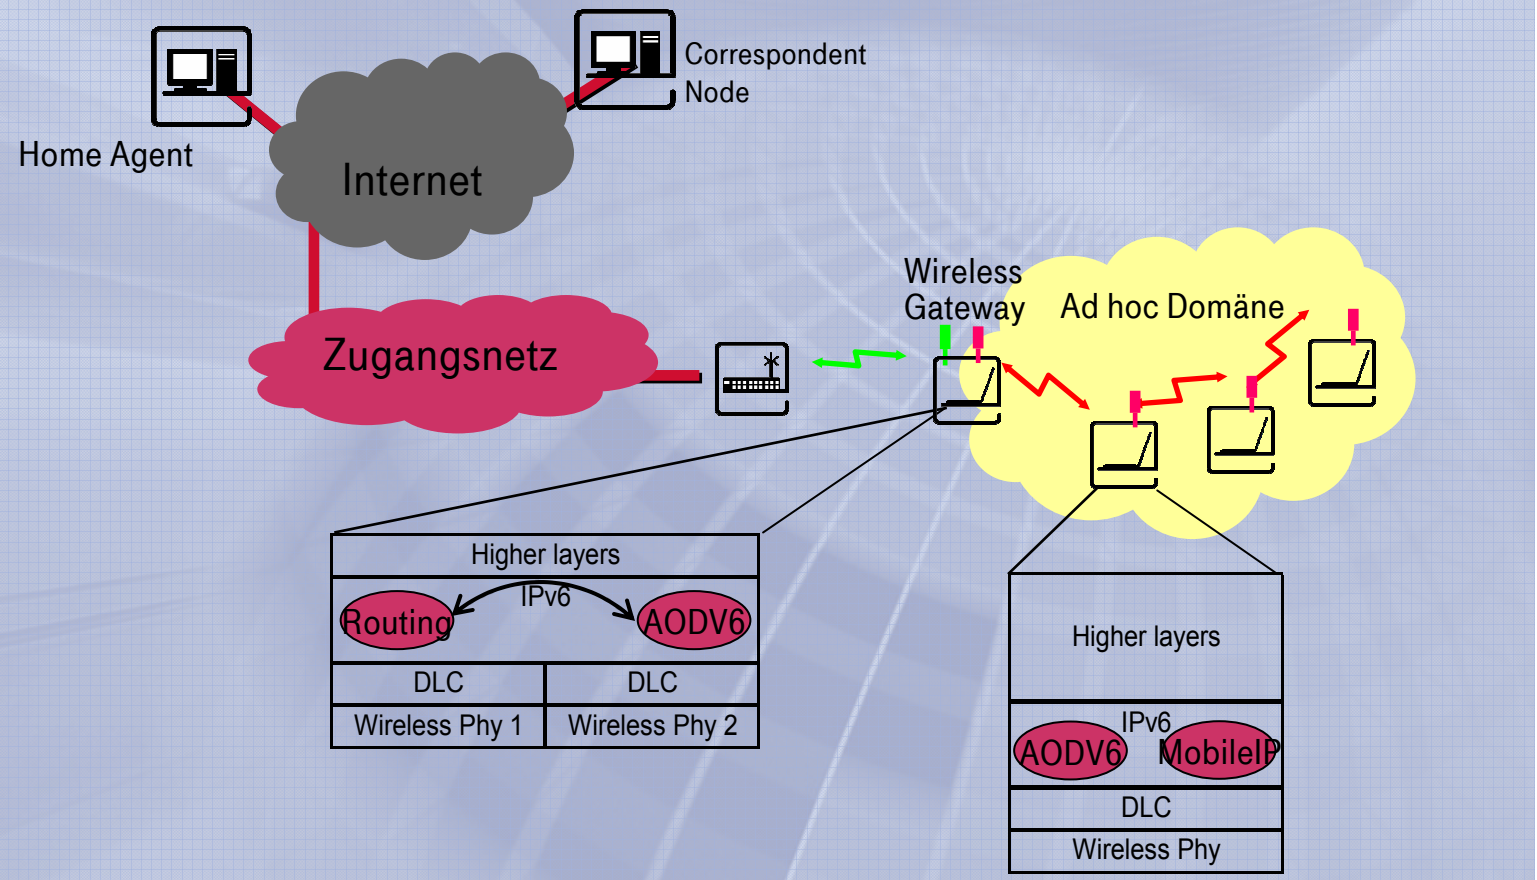 Correspondent
Node
Home Agent
Internet
Wireless
Gateway
Ad hoc Domäne
Zugangsnetz
Higher layers
IPv6
Routing
AODV6
DLC
DLC
Wireless Phy 1
Wireless Phy 2
Higher layers
IPv6
AODV6
MobileIP
DLC
Wireless Phy